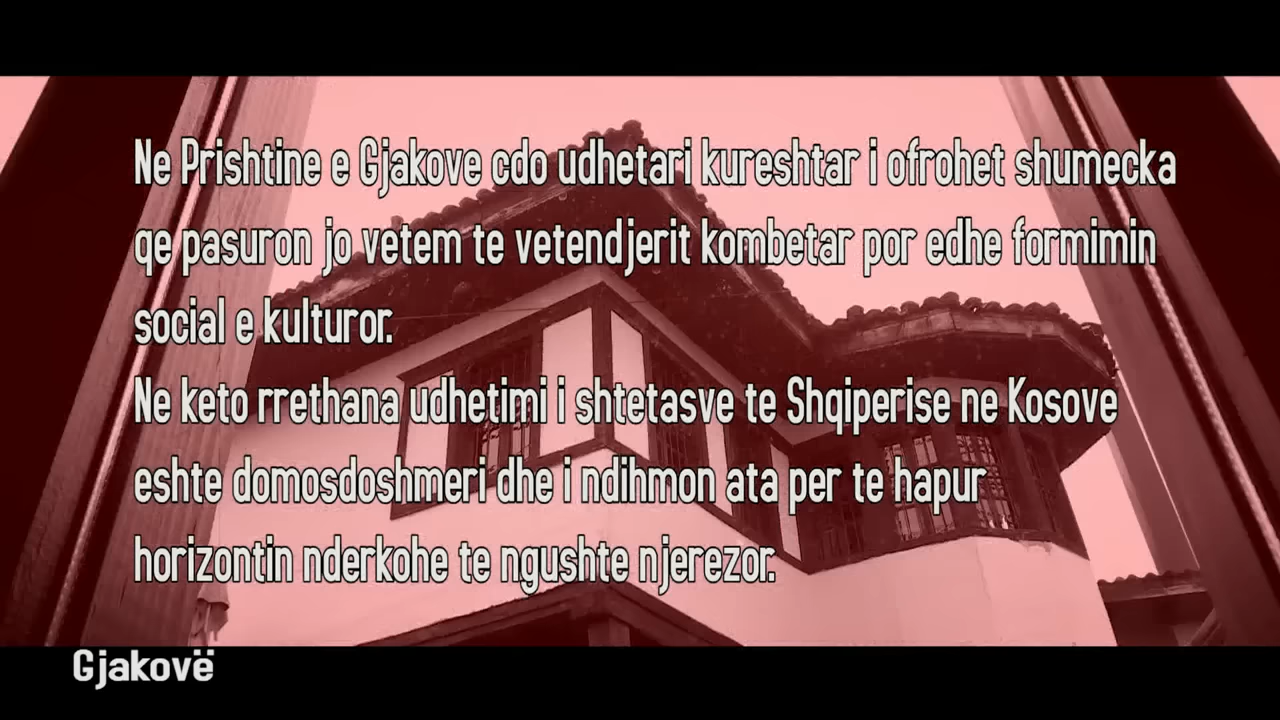 Ne Prishtine e Gjakove cdo udhetari kureshtar i ofrohet shumecka
qe pasuron jo vetem te vetendjerit kombetar por edhe formimin
social e kulturor.
Ne keto rrethana udhetimi i shtetasve te Shqiperise ne Kosove
eshte domosdoshmeri dhe i ndihmon ata per te hapur
horizontin nderkohe te ngushte njerezor.
Gjakovë